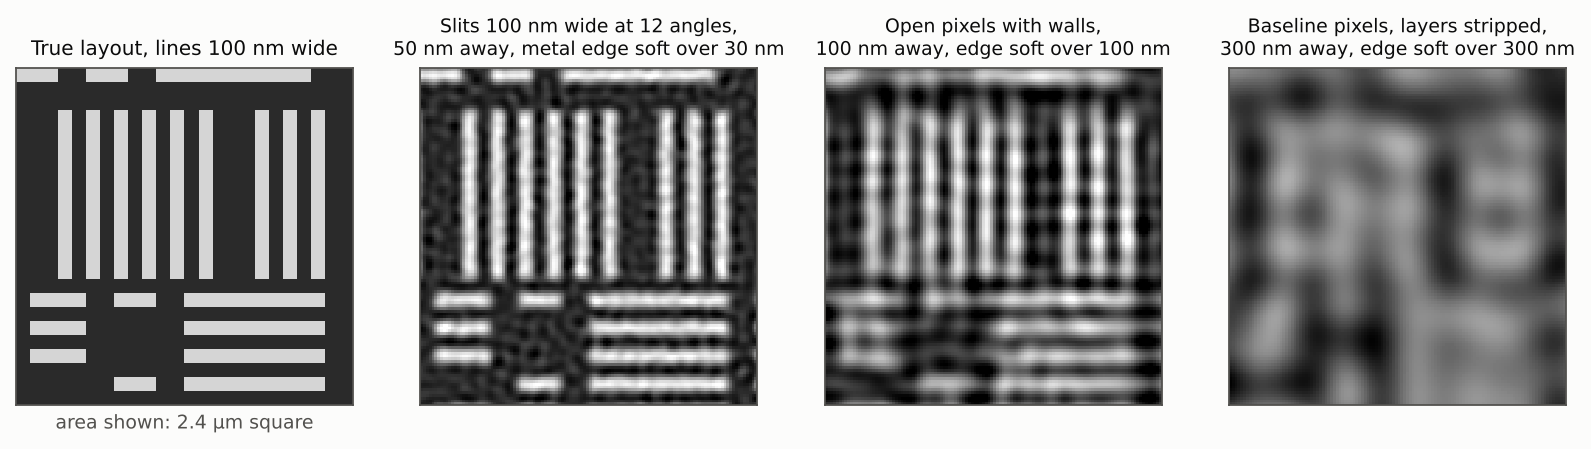 True layout, lines 100 nm wide
Slits 100 nm wide at 12 angles,
50 nm away, metal edge soft over 30 nm
Open pixels with walls,
100 nm away, edge soft over 100 nm
Baseline pixels, layers stripped,
300 nm away, edge soft over 300 nm
area shown: 2.4 µm square